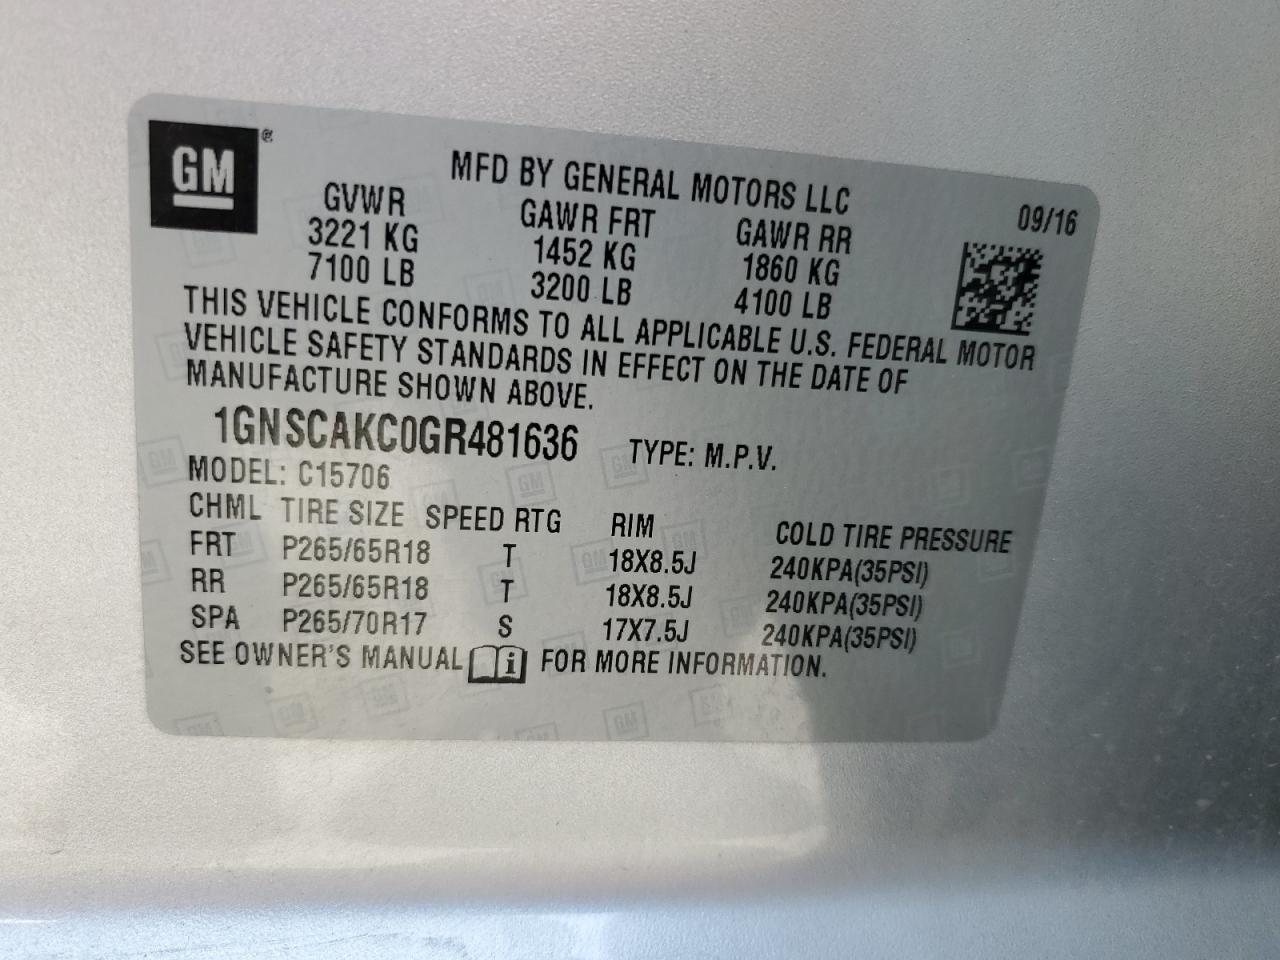 GM®
MFD BY GENERAL MOTORS LLC
09/16
GVWR GAWR FRT GAWR RR
3221 KG 1452 KG 1860 KG
7100 LB 3200 LB 4100 LB
THIS VEHICLE CONFORMS TO ALL APPLICABLE U.S. FEDERAL MOTOR
VEHICLE SAFETY STANDARDS IN EFFECT ON THE DATE OF
MANUFACTURE SHOWN ABOVE.
1GNSCAKC0GR481636 TYPE: M.P.V.
MODEL: C15706
CHML TIRE SIZE SPEED RTG RIM COLD TIRE PRESSURE
FRT P265/65R18 T 18X8.5J 240KPA(35PSI)
RR P265/65R18 T 18X8.5J 240KPA(35PSI)
SPA P265/70R17 S 17X7.5J 240KPA(35PSI)
SEE OWNER'S MANUAL i FOR MORE INFORMATION.